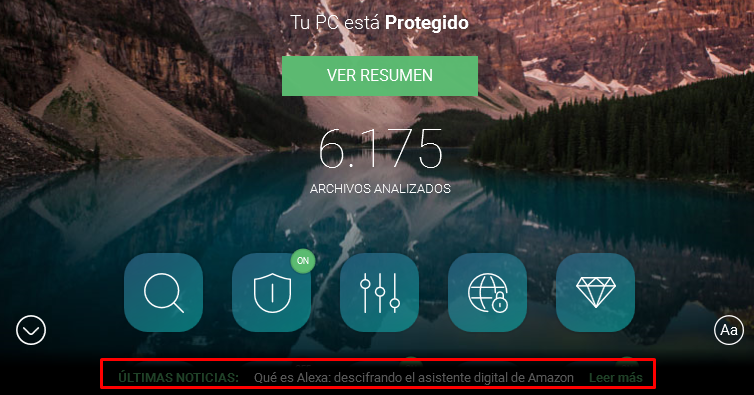 Tu PC está Protegido
VER RESUMEN
6.175
ARCHIVOS ANALIZADOS
ON
Aa
ÚLTIMAS NOTICIAS: Qué es Alexa: descifrando el asistente digital de Amazon Leer más